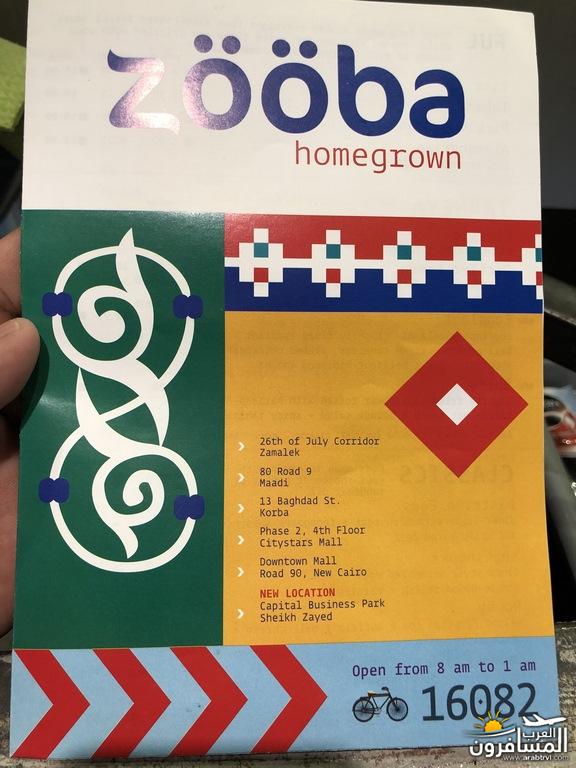 zööba
homegrown
26th of July Corridor
Zamalek
80 Road 9
Maadi
13 Baghdad St.
Korba
Phase 2, 4th Floor
Citystars Mall
Downtown Mall
Road 90, New Cairo
NEW LOCATION
Capital Business Park
Sheikh Zayed
Open from 8 am to 1 am
16082
العرب
المسافرون
www.arabtrvl.com